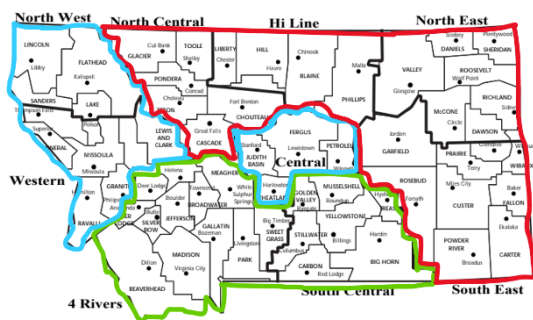 North West
North Central
Hi Line
North East
LINCOLN
Libby
FLATHEAD
Kalispell
GLACIER
Cut Bank
TOOLE
Shelby
LIBERTY
Chester
HILL
Havre
Chinook
BLAINE
Malta
PHILLIPS
Scobey
DANIELS
Plentywood
SHERIDAN
VALLEY
Glasgow
ROOSEVELT
Wolf Point
PONDERA
Conrad
Choteau
TETON
SANDERS
LAKE
Polson
Fort Benton
CHOUTEAU
RICHLAND
Sidney
McCONE
Circle
DAWSON
Superior
MINERAL
MISSOULA
Missoula
LEWIS
AND
CLARK
Great Falls
CASCADE
Stanford
JUDITH
BASIN
FERGUS
Lewistown
PETROLEUM
Winnett
Central
Jordan
GARFIELD
PRAIRIE
Terry
WIBAUX
Western
Hamilton
RAVALLI
GRANITE
Philipsburg
Deer Lodge
Helena
Townsend
BROADWATER
MEAGHER
White
Sulphur
Springs
Harlowton
WHEATLAND
GOLDEN
VALLEY
Ryegate
MUSSELSHELL
Roundup
ROSEBUD
Forsyth
Miles City
CUSTER
Baker
FALLON
Ekalaka
Boulder
JEFFERSON
Butte
SILVER
BOW
GALLATIN
Bozeman
Livingston
PARK
Big Timber
SWEET
GRASS
STILLWATER
Columbus
YELLOWSTONE
Billings
Hardin
BIG HORN
POWDER
RIVER
Broadus
CARTER
Dillon
BEAVERHEAD
MADISON
Virginia City
CARBON
Red Lodge
4 Rivers
South Central
South East